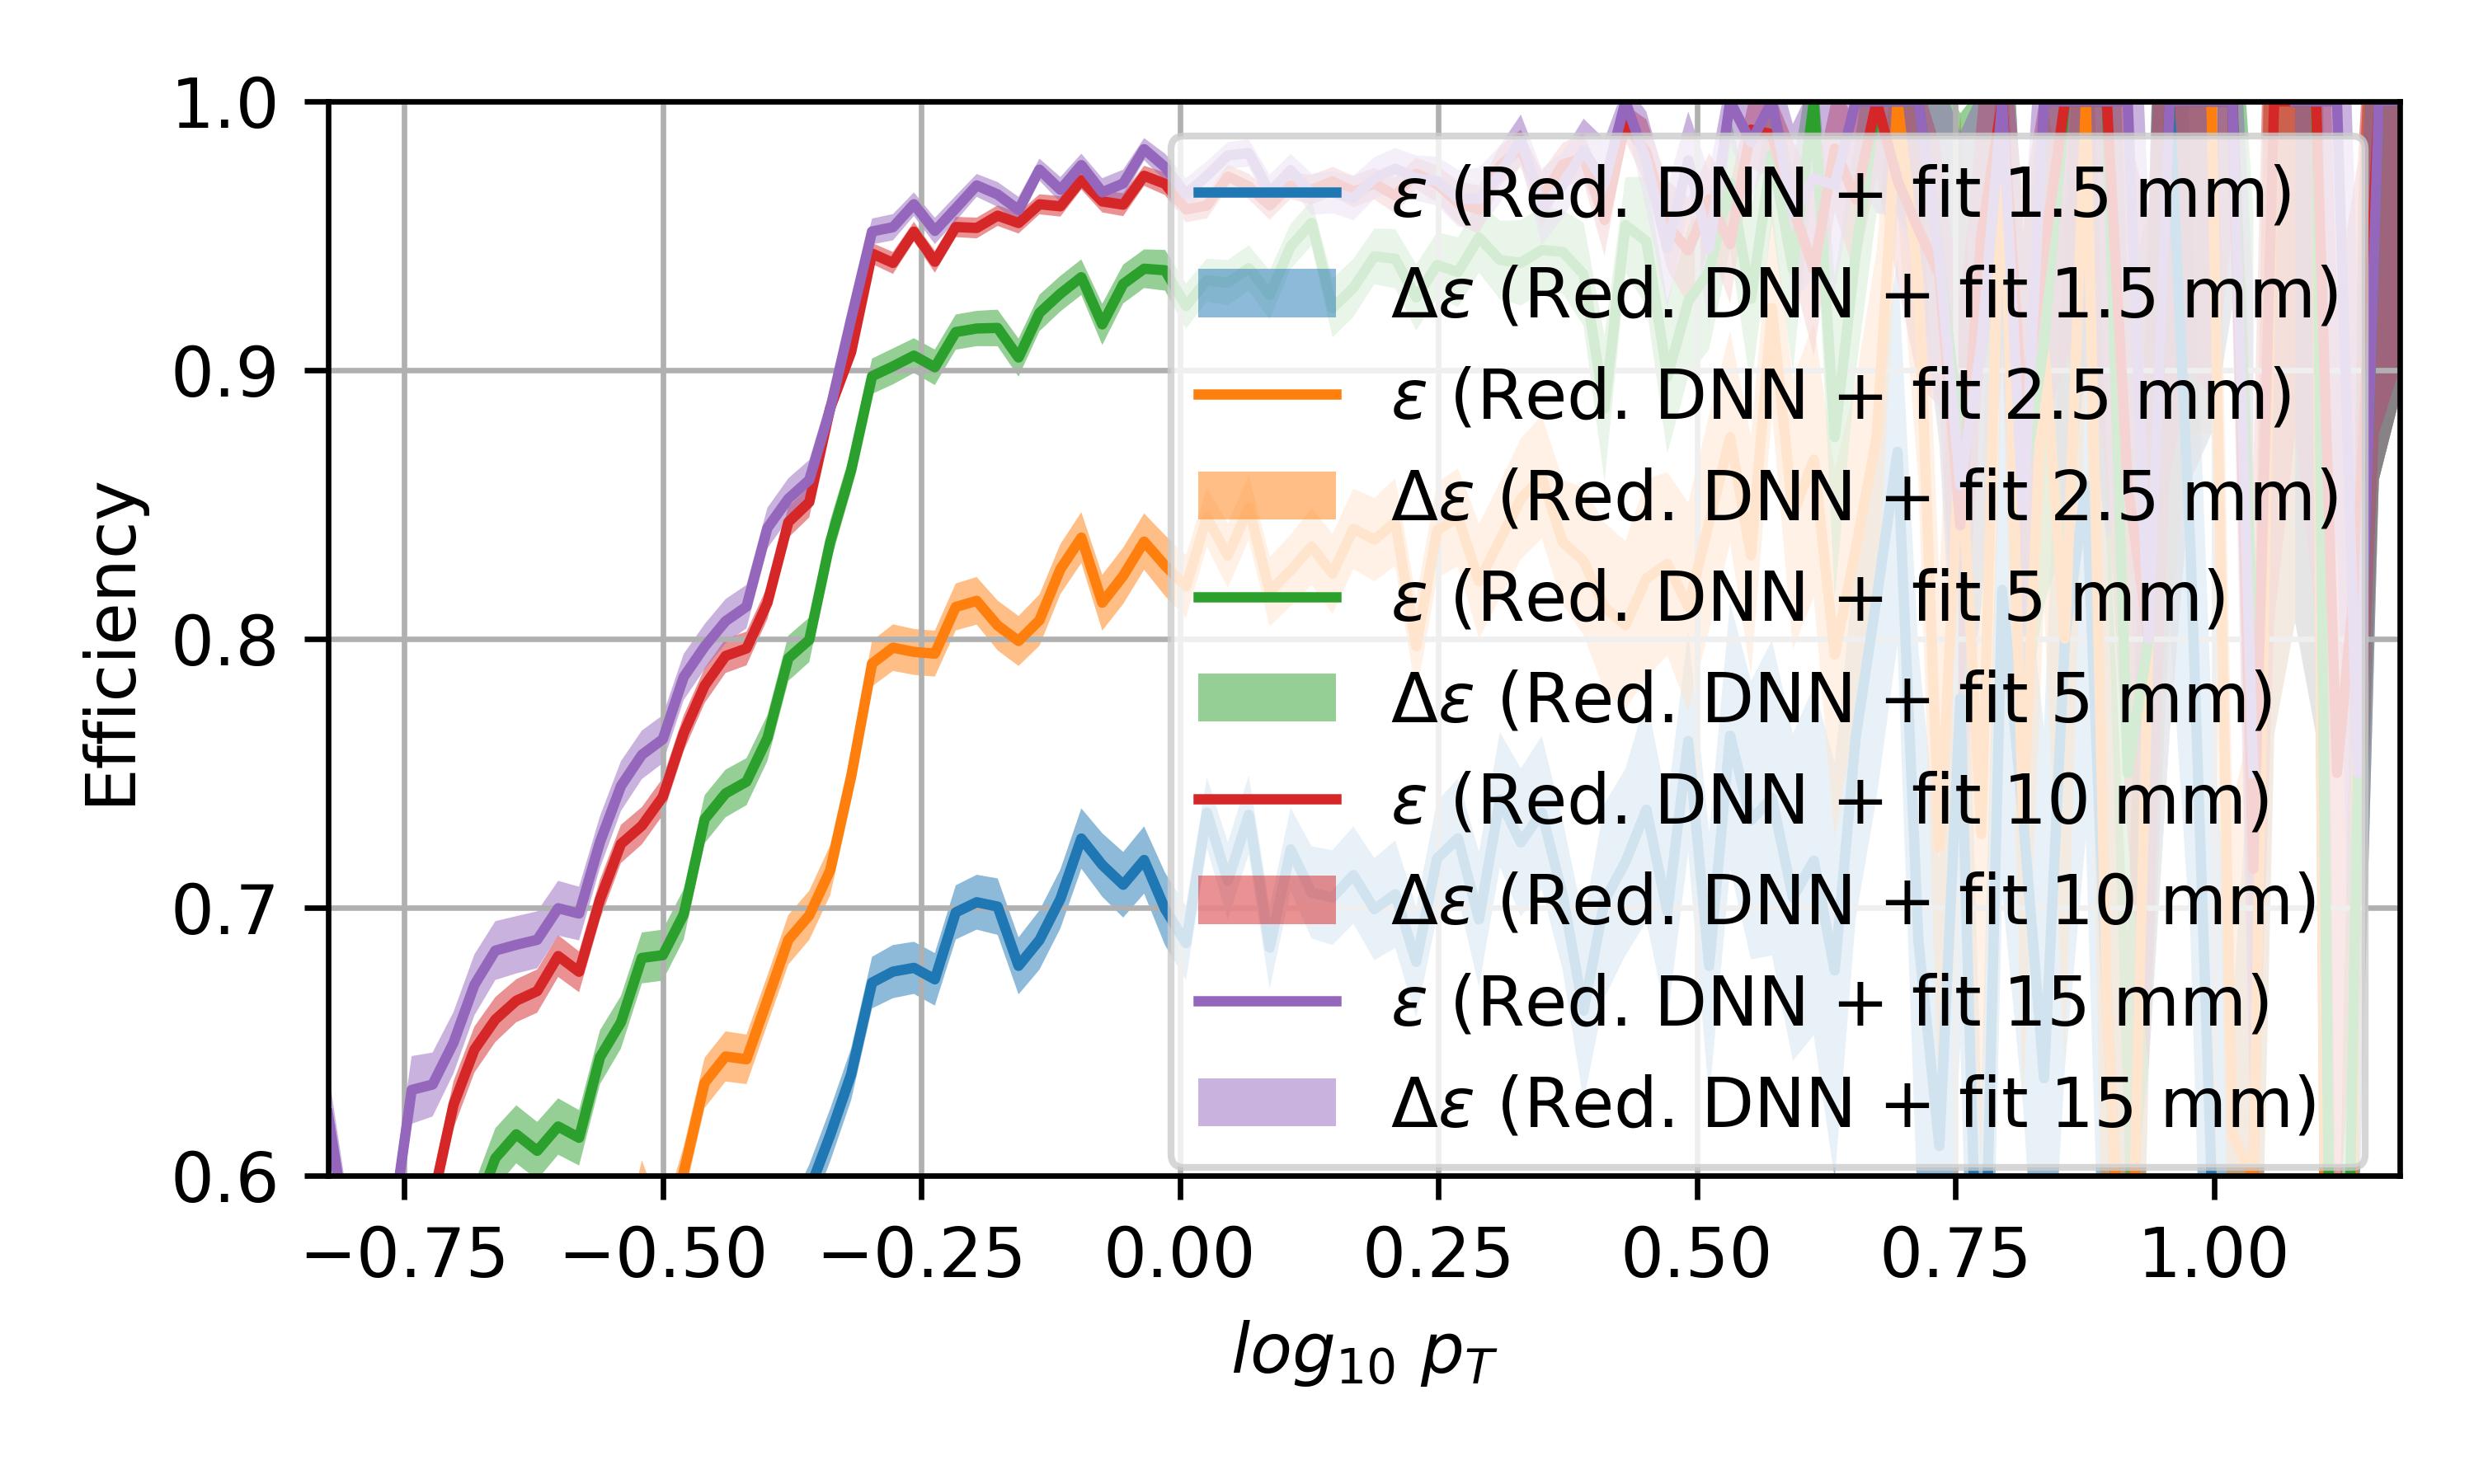 1.0
0.9
0.8
0.7
0.6
Efficiency
ε (Red. DNN + fit 1.5 mm)
Δε (Red. DNN + fit 1.5 mm)
ε (Red. DNN + fit 2.5 mm)
Δε (Red. DNN + fit 2.5 mm)
ε (Red. DNN + fit 5 mm)
Δε (Red. DNN + fit 5 mm)
ε (Red. DNN + fit 10 mm)
Δε (Red. DNN + fit 10 mm)
ε (Red. DNN + fit 15 mm)
Δε (Red. DNN + fit 15 mm)
−0.75 −0.50 −0.25 0.00 0.25 0.50 0.75 1.00
log₁₀ p_T